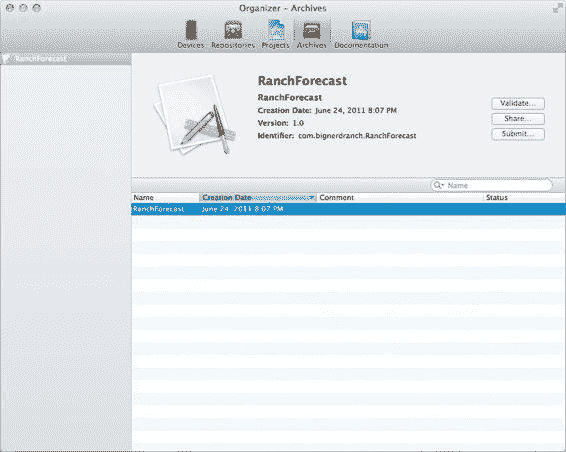 Organizer – Archives
Devices Repositories Projects Archives Documentation
RanchForecast
RanchForecast
RanchForecast
Creation Date: June 24, 2011 8:07 PM
Version: 1.0
Identifier: com.bignerdranch.RanchForecast
Validate...
Share...
Submit...
Name
Name Creation Date Comment Status
RanchForecast June 24, 2011 8:07 PM